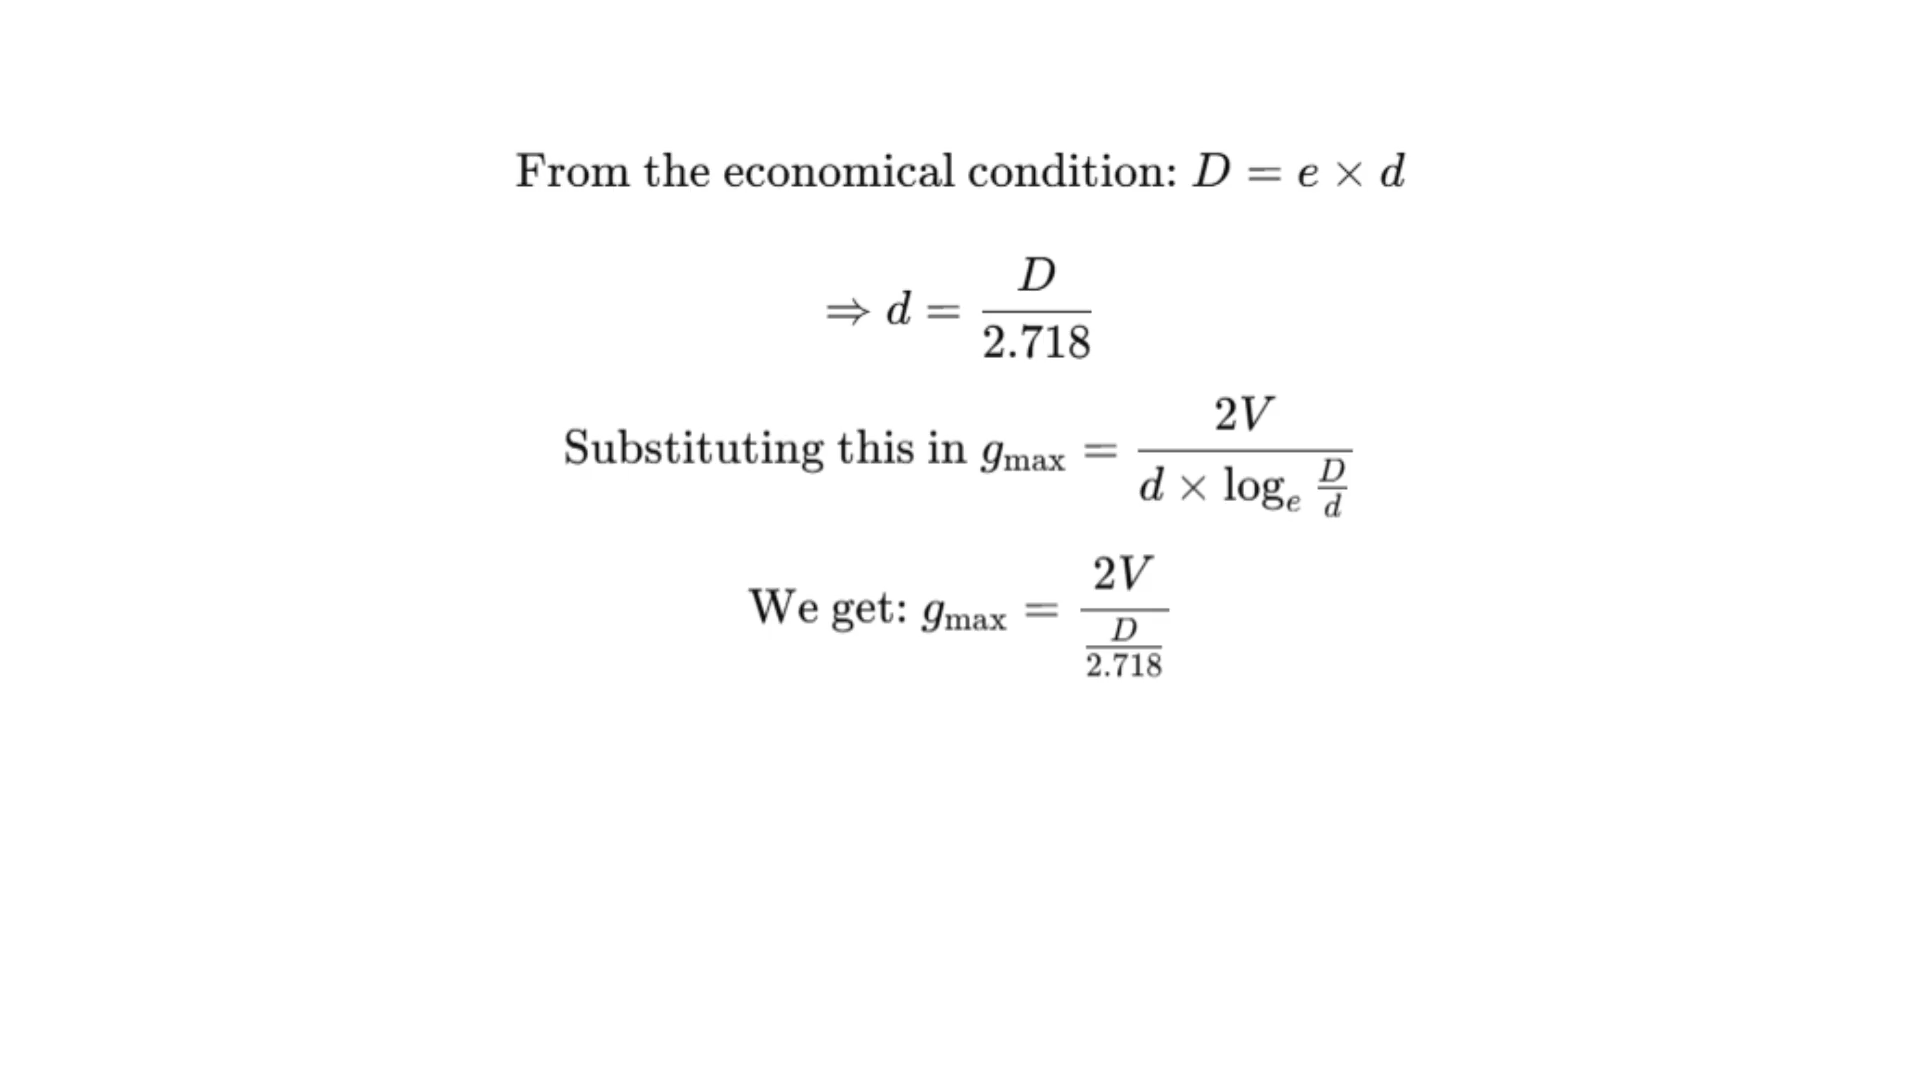 From the economical condition: D = e × d
⇒ d = D / 2.718
Substituting this in g_max = 2V / (d × log_e D/d)
We get: g_max = 2V / (D / 2.718)